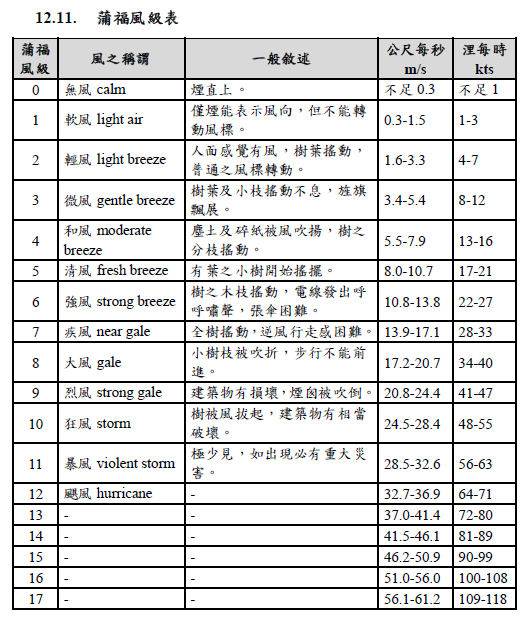 12.11. 蒲福風級表
蒲福風級 風之稱謂 一般敘述 公尺每秒 m/s 浬每時 kts
0 無風 calm 煙直上。 不足 0.3 不足 1
1 軟風 light air 僅煙能表示風向，但不能轉動風標。 0.3-1.5 1-3
2 輕風 light breeze 人面感覺有風，樹葉搖動，普通之風標轉動。 1.6-3.3 4-7
3 微風 gentle breeze 樹葉及小枝搖動不息，旌旗飄展。 3.4-5.4 8-12
4 和風 moderate breeze 塵土及碎紙被風吹揚，樹之分枝搖動。 5.5-7.9 13-16
5 清風 fresh breeze 有葉之小樹開始搖擺。 8.0-10.7 17-21
6 強風 strong breeze 樹之木枝搖動，電線發出呼呼嘯聲，張傘困難。 10.8-13.8 22-27
7 疾風 near gale 全樹搖動，逆風行走感困難。 13.9-17.1 28-33
8 大風 gale 小樹枝被吹折，步行不能前進。 17.2-20.7 34-40
9 烈風 strong gale 建築物有損壞，煙囪被吹倒。 20.8-24.4 41-47
10 狂風 storm 樹被風拔起，建築物有相當破壞。 24.5-28.4 48-55
11 暴風 violent storm 極少見，如出現必有重大災害。 28.5-32.6 56-63
12 颶風 hurricane - 32.7-36.9 64-71
13 - - 37.0-41.4 72-80
14 - - 41.5-46.1 81-89
15 - - 46.2-50.9 90-99
16 - - 51.0-56.0 100-108
17 - - 56.1-61.2 109-118